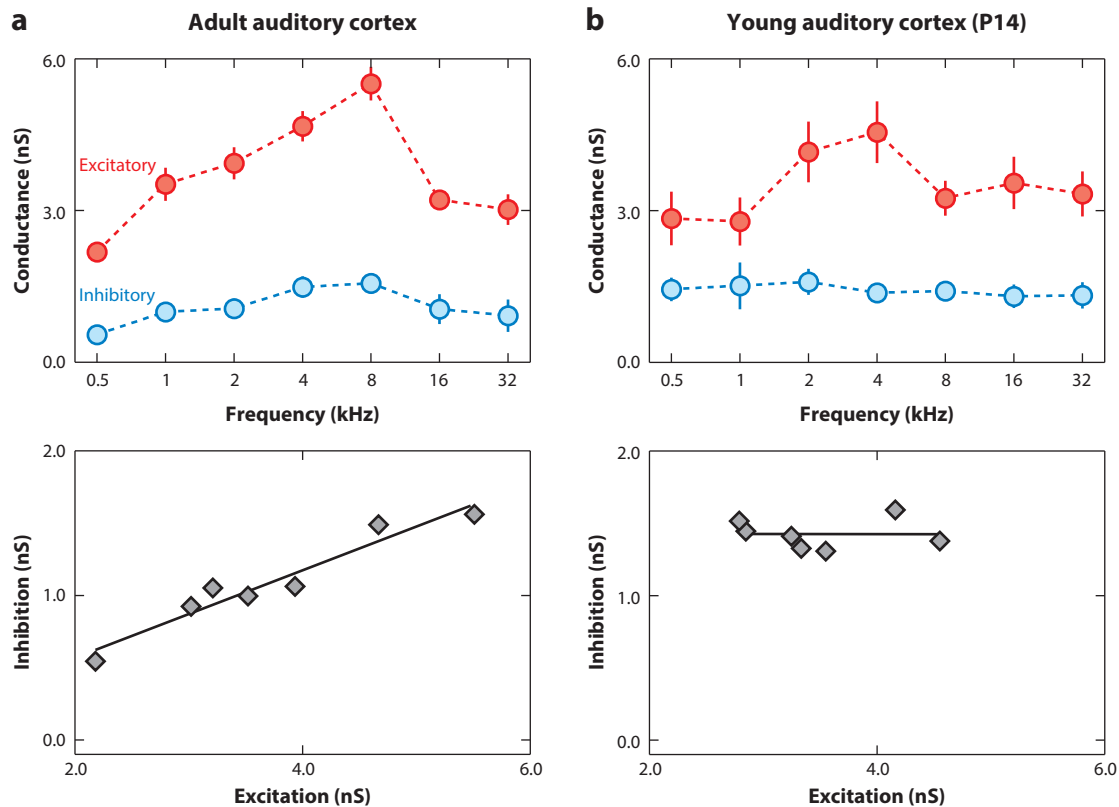 a Adult auditory cortex
6.0
3.0
0.0
Conductance (nS)
Excitatory
Inhibitory
0.5 1 2 4 8 16 32
Frequency (kHz)
b Young auditory cortex (P14)
6.0
3.0
0.0
Conductance (nS)
0.5 1 2 4 8 16 32
Frequency (kHz)
2.0
1.0
0.0
Inhibition (nS)
2.0 4.0 6.0
Excitation (nS)
2.0
1.0
0.0
Inhibition (nS)
2.0 4.0 6.0
Excitation (nS)